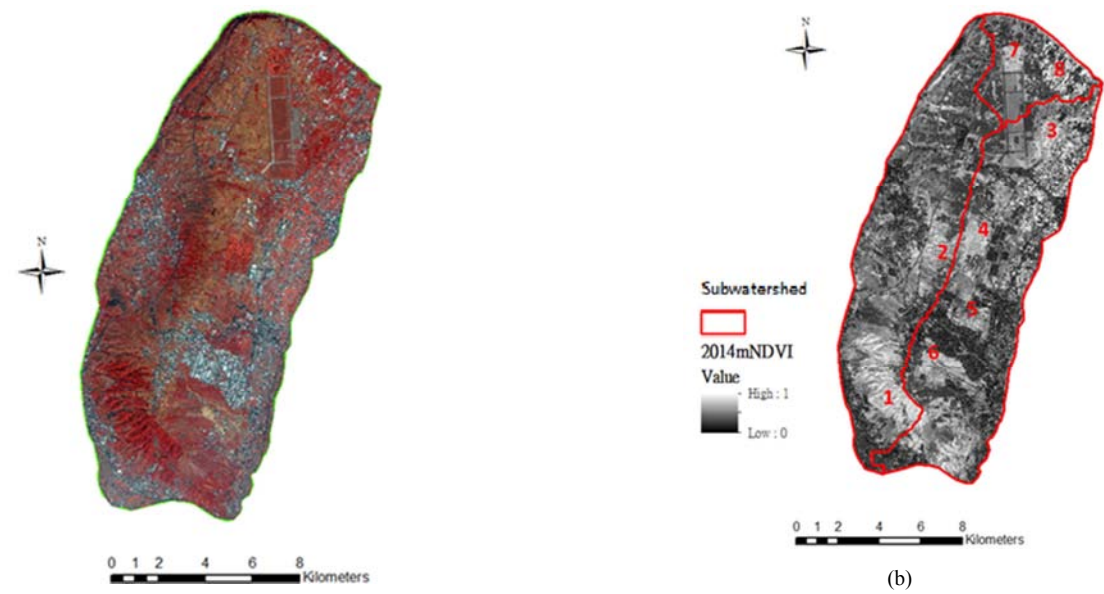 N
0 1 2 4 6 8
Kilometers
N
7
8
3
4
2
5
6
1
Subwatershed
2014mNDVI
Value
High : 1
Low : 0
0 1 2 4 6 8
Kilometers
(b)